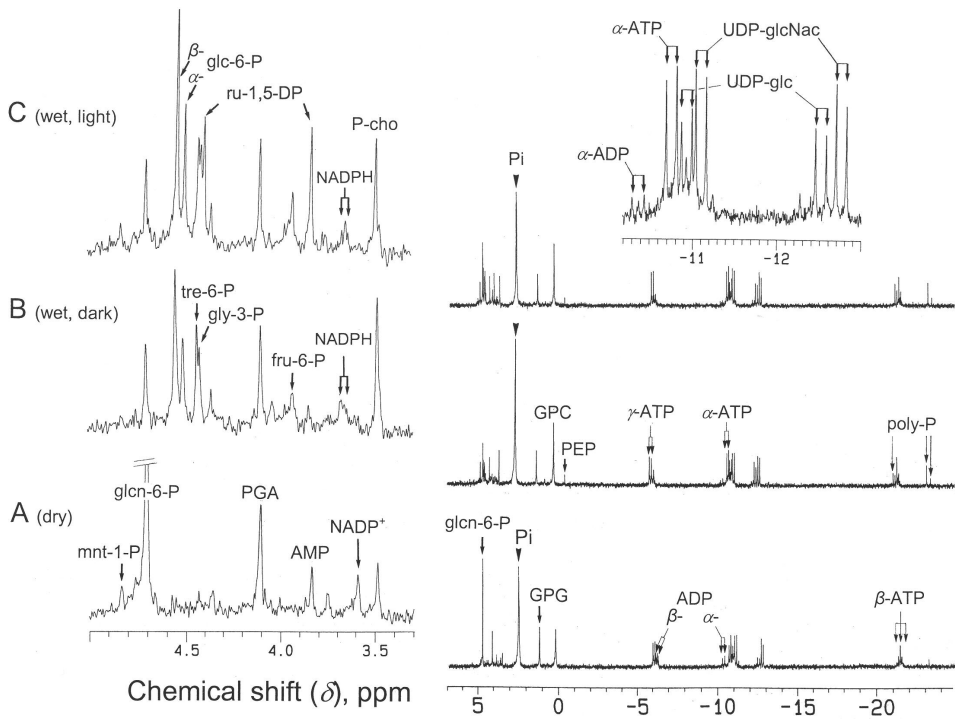 C (wet, light)
β-
α-
glc-6-P
ru-1,5-DP
P-cho
NADPH
B (wet, dark)
tre-6-P
gly-3-P
fru-6-P
NADPH
A (dry)
glcn-6-P
mnt-1-P
PGA
AMP
NADP+
4.5 4.0 3.5
Chemical shift (δ), ppm
α-ATP
UDP-glcNac
UDP-glc
α-ADP
-11 -12
Pi
GPC
PEP
γ-ATP
α-ATP
poly-P
glcn-6-P
Pi
GPG
ADP
β- α-
β-ATP
5 0 -5 -10 -15 -20